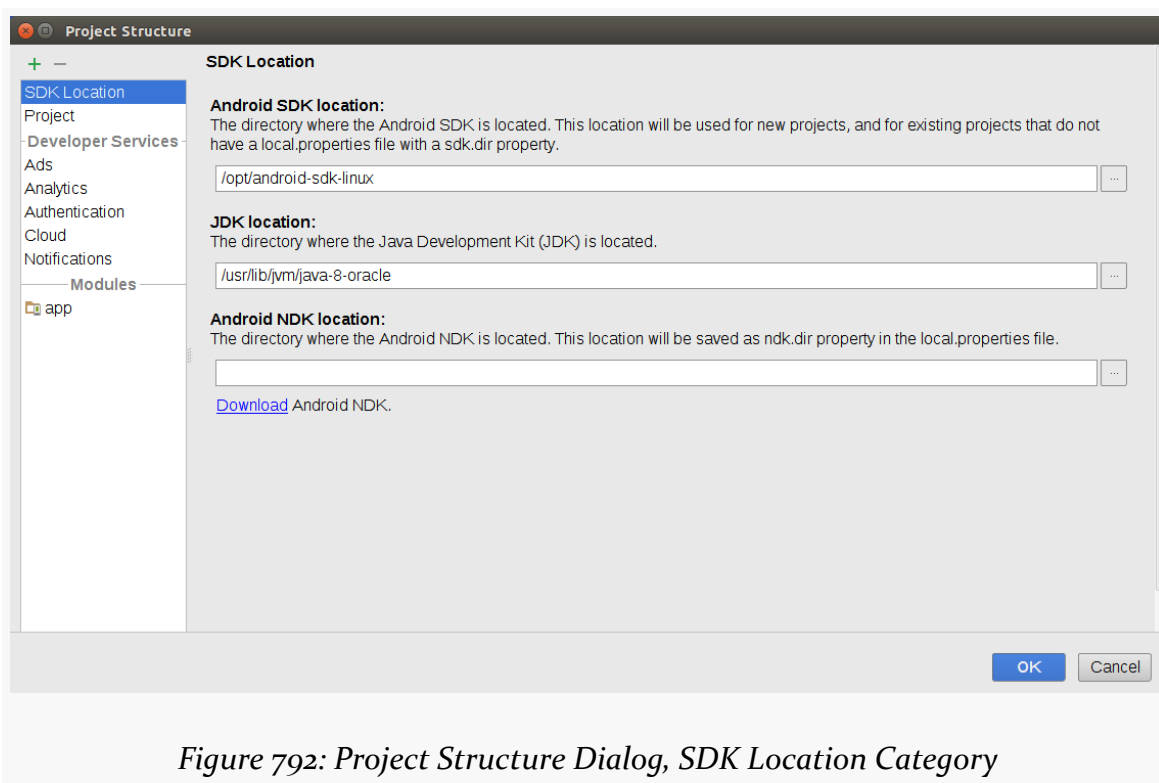 Project Structure
+ −
SDK Location
Project
Developer Services
Ads
Analytics
Authentication
Cloud
Notifications
Modules
app
SDK Location
Android SDK location:
The directory where the Android SDK is located. This location will be used for new projects, and for existing projects that do not
have a local.properties file with a sdk.dir property.
/opt/android-sdk-linux
...
JDK location:
The directory where the Java Development Kit (JDK) is located.
/usr/lib/jvm/java-8-oracle
...
Android NDK location:
The directory where the Android NDK is located. This location will be saved as ndk.dir property in the local.properties file.
...
Download Android NDK.
OK Cancel
Figure 792: Project Structure Dialog, SDK Location Category